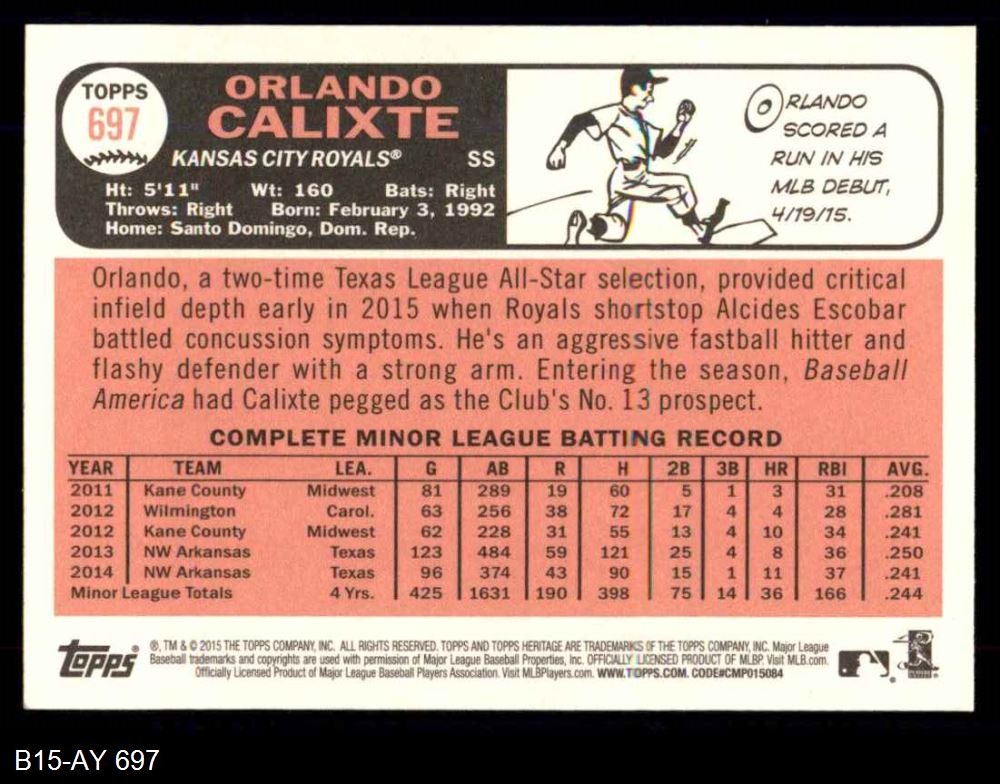 TOPPS
697
ORLANDO
CALIXTE
KANSAS CITY ROYALS® SS
Ht: 5'11" Wt: 160 Bats: Right
Throws: Right Born: February 3, 1992
Home: Santo Domingo, Dom. Rep.
ORLANDO
SCORED A
RUN IN HIS
MLB DEBUT,
4/19/15.
Orlando, a two-time Texas League All-Star selection, provided critical
infield depth early in 2015 when Royals shortstop Alcides Escobar
battled concussion symptoms. He's an aggressive fastball hitter and
flashy defender with a strong arm. Entering the season, Baseball
America had Calixte pegged as the Club's No. 13 prospect.
COMPLETE MINOR LEAGUE BATTING RECORD
YEAR TEAM LEA. G AB R H 2B 3B HR RBI AVG.
2011 Kane County Midwest 81 289 19 60 5 1 3 31 .208
2012 Wilmington Carol. 63 256 38 72 17 4 4 28 .281
2012 Kane County Midwest 62 228 31 55 13 4 10 34 .241
2013 NW Arkansas Texas 123 484 59 121 25 4 8 36 .250
2014 NW Arkansas Texas 96 374 43 90 15 1 11 37 .241
Minor League Totals 4 Yrs. 425 1631 190 398 75 14 36 166 .244
topps®
®, TM & © 2015 THE TOPPS COMPANY, INC. ALL RIGHTS RESERVED. TOPPS AND TOPPS HERITAGE ARE TRADEMARKS OF THE TOPPS COMPANY, INC. Major League
Baseball trademarks and copyrights are used with permission of Major League Baseball Properties, Inc. OFFICIALLY LICENSED PRODUCT OF MLBP. Visit MLB.com.
Officially Licensed Product of Major League Baseball Players Association. Visit MLBPlayers.com. WWW.TOPPS.COM. CODE#CMP015084
B15-AY 697